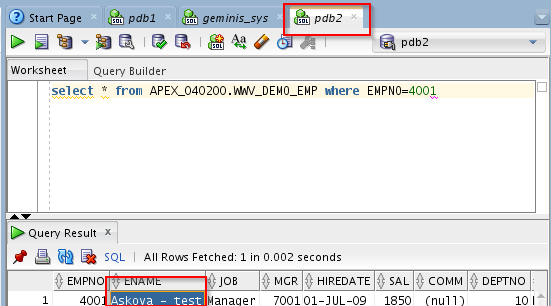 Start Page pdb1 geminis_sys pdb2
pdb2
Worksheet Query Builder
select * from APEX_040200.WWV_DEMO_EMP where EMPNO=4001
Query Result x
SQL | All Rows Fetched: 1 in 0.002 seconds
EMPNO ENAME JOB MGR HIREDATE SAL COMM DEPTNO
1 4001 Askova - test Manager 7001 01-JUL-09 1850 (null) 10